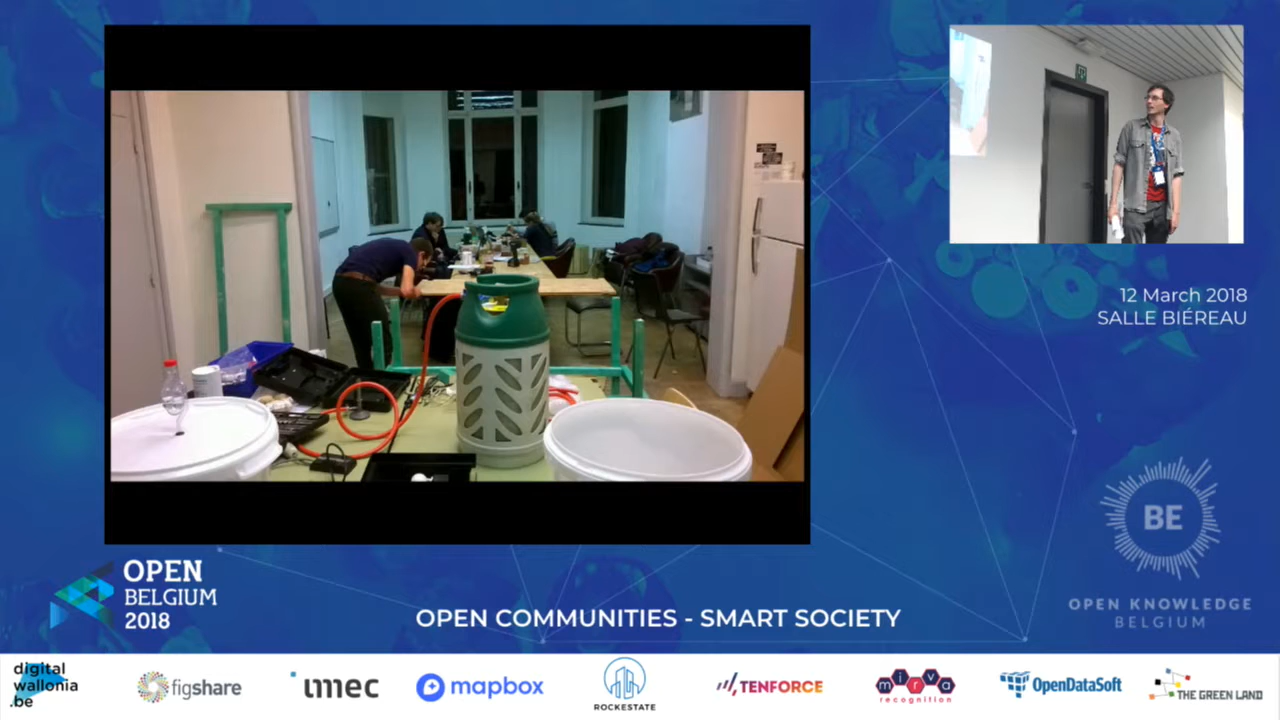 12 March 2018
SALLE BIÉREAU
BE
OPEN KNOWLEDGE
BELGIUM
OPEN
BELGIUM
2018
OPEN COMMUNITIES - SMART SOCIETY
digital
wallonia
.be
figshare
imec
mapbox
ROCKESTATE
TENFORCE
mirva
recognition
OpenDataSoft
THE GREEN LAND